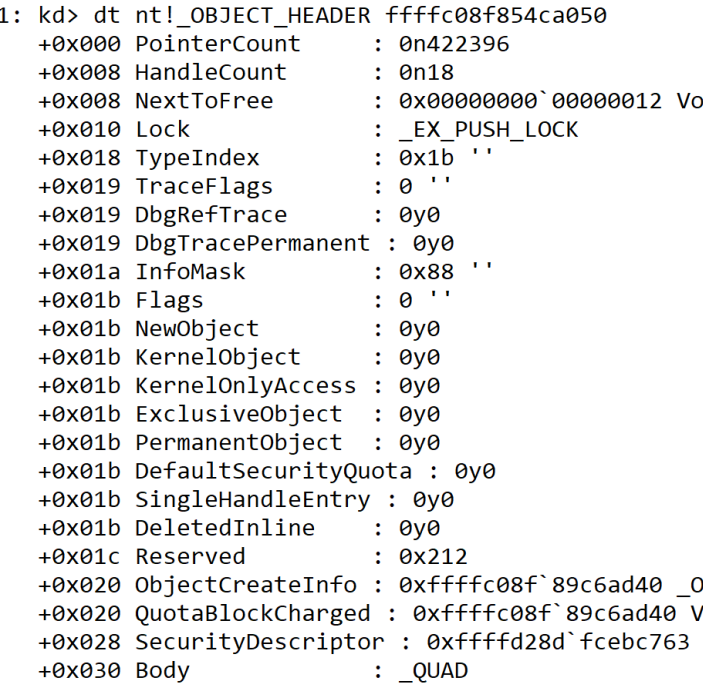 1: kd> dt nt!_OBJECT_HEADER ffffc08f854ca050
+0x000 PointerCount : 0n422396
+0x008 HandleCount : 0n18
+0x008 NextToFree : 0x00000000`00000012 Vo
+0x010 Lock : _EX_PUSH_LOCK
+0x018 TypeIndex : 0x1b ''
+0x019 TraceFlags : 0 ''
+0x019 DbgRefTrace : 0y0
+0x019 DbgTracePermanent : 0y0
+0x01a InfoMask : 0x88 ''
+0x01b Flags : 0 ''
+0x01b NewObject : 0y0
+0x01b KernelObject : 0y0
+0x01b KernelOnlyAccess : 0y0
+0x01b ExclusiveObject : 0y0
+0x01b PermanentObject : 0y0
+0x01b DefaultSecurityQuota : 0y0
+0x01b SingleHandleEntry : 0y0
+0x01b DeletedInline : 0y0
+0x01c Reserved : 0x212
+0x020 ObjectCreateInfo : 0xffffc08f`89c6ad40 _O
+0x020 QuotaBlockCharged : 0xffffc08f`89c6ad40 V
+0x028 SecurityDescriptor : 0xffffd28d`fcebc763
+0x030 Body : _QUAD